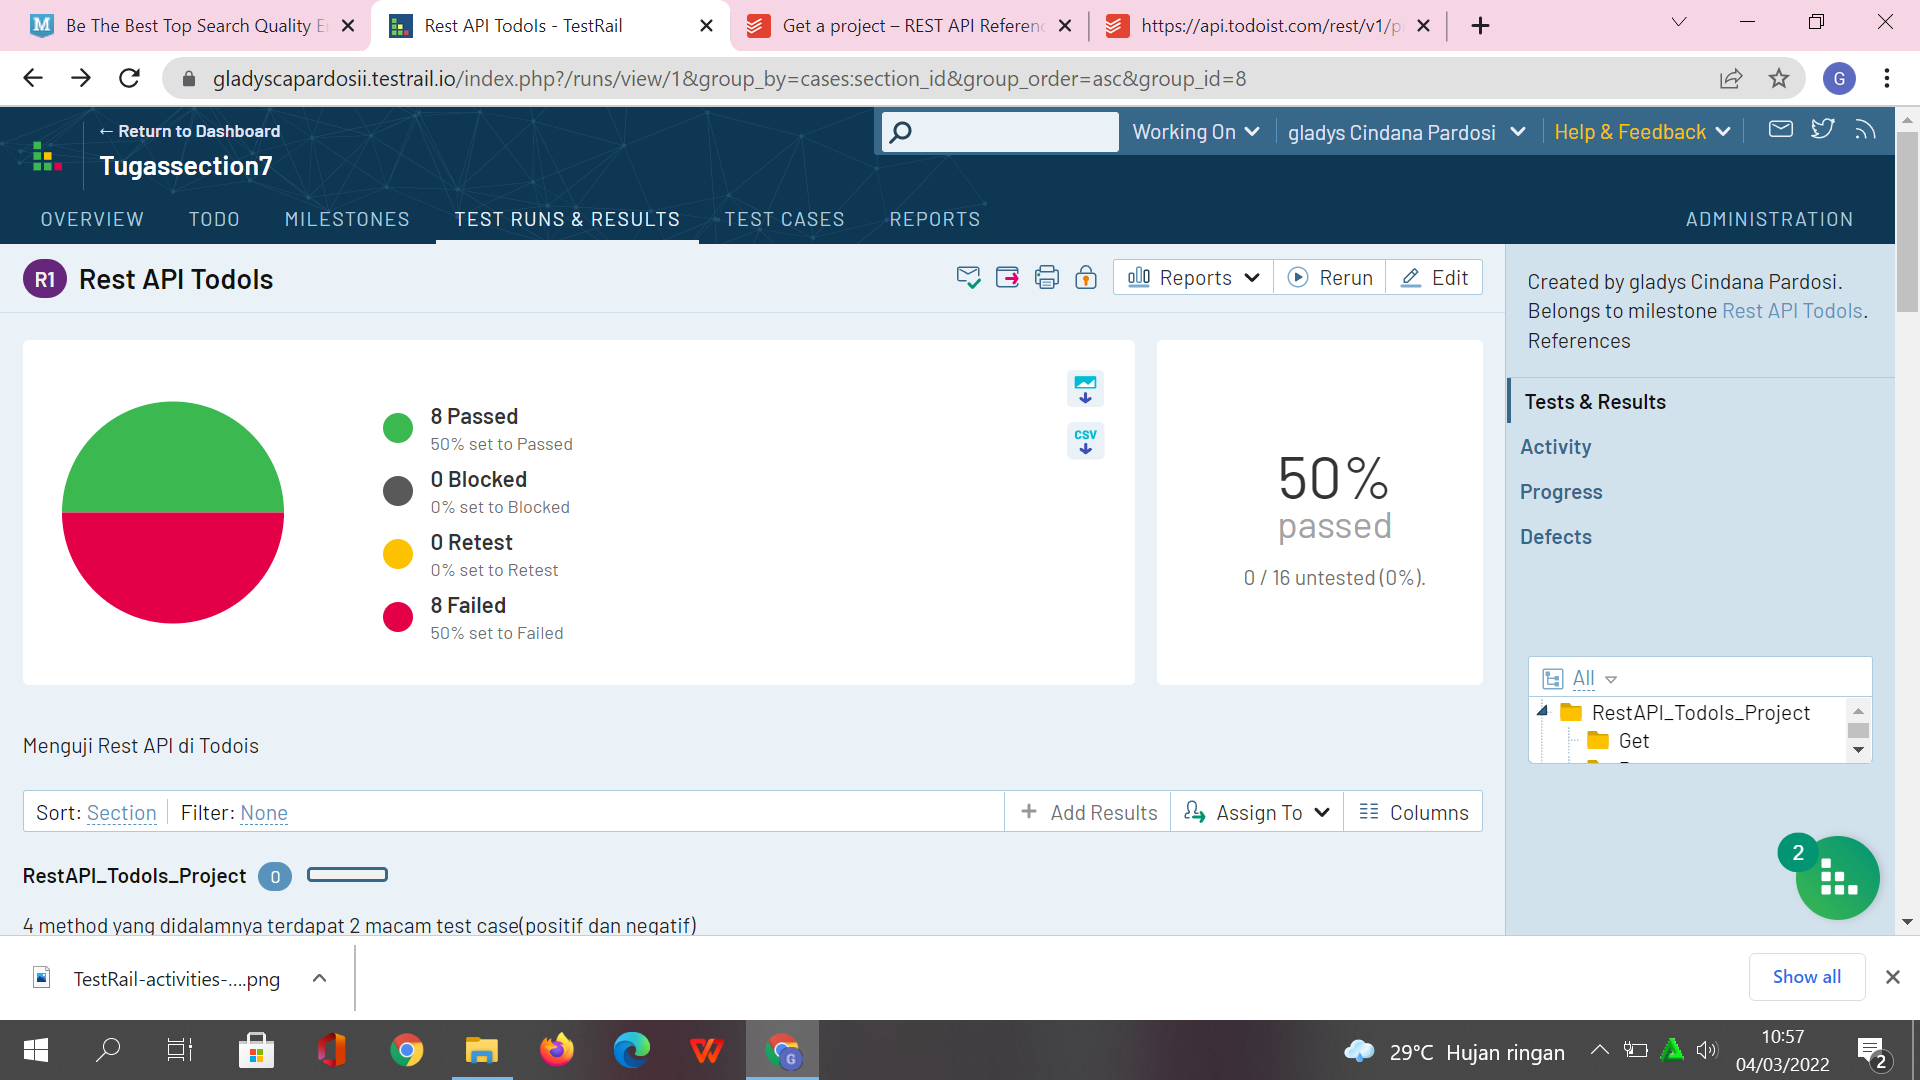 Be The Best Top Search Quality E
Rest API TodoIs - TestRail
Get a project – REST API Referen
https://api.todoist.com/rest/v1/p
gladyscapardosii.testrail.io/index.php?/runs/view/1&group_by=cases:section_id&group_order=asc&group_id=8
G
← Return to Dashboard
Tugassection7
Working On
gladys Cindana Pardosi
Help & Feedback
OVERVIEW
TODO
MILESTONES
TEST RUNS & RESULTS
TEST CASES
REPORTS
ADMINISTRATION
R1
Rest API TodoIs
Reports
Rerun
Edit
8 Passed
50% set to Passed
0 Blocked
0% set to Blocked
0 Retest
0% set to Retest
8 Failed
50% set to Failed
CSV
50%
passed
0 / 16 untested (0%).
Created by gladys Cindana Pardosi.
Belongs to milestone Rest API TodoIs.
References
Tests & Results
Activity
Progress
Defects
All
RestAPI_TodoIs_Project
Get
Menguji Rest API di Todois
Sort: Section
Filter: None
Add Results
Assign To
Columns
RestAPI_TodoIs_Project 0
4 method yang didalamnya terdapat 2 macam test case(positif dan negatif)
2
TestRail-activities-....png
Show all
29°C Hujan ringan
10:57
04/03/2022
2